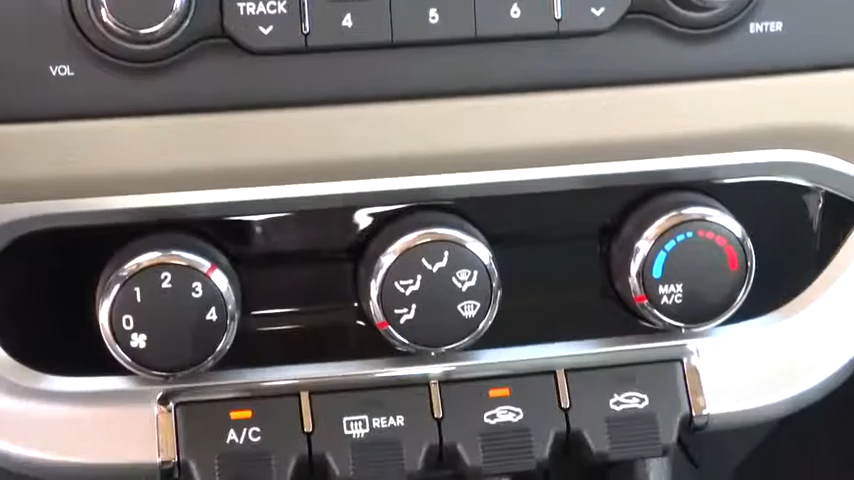 TRACK
4 5 6
VOL
ENTER
0 1 2 3 4
MAX
A/C
A/C
REAR